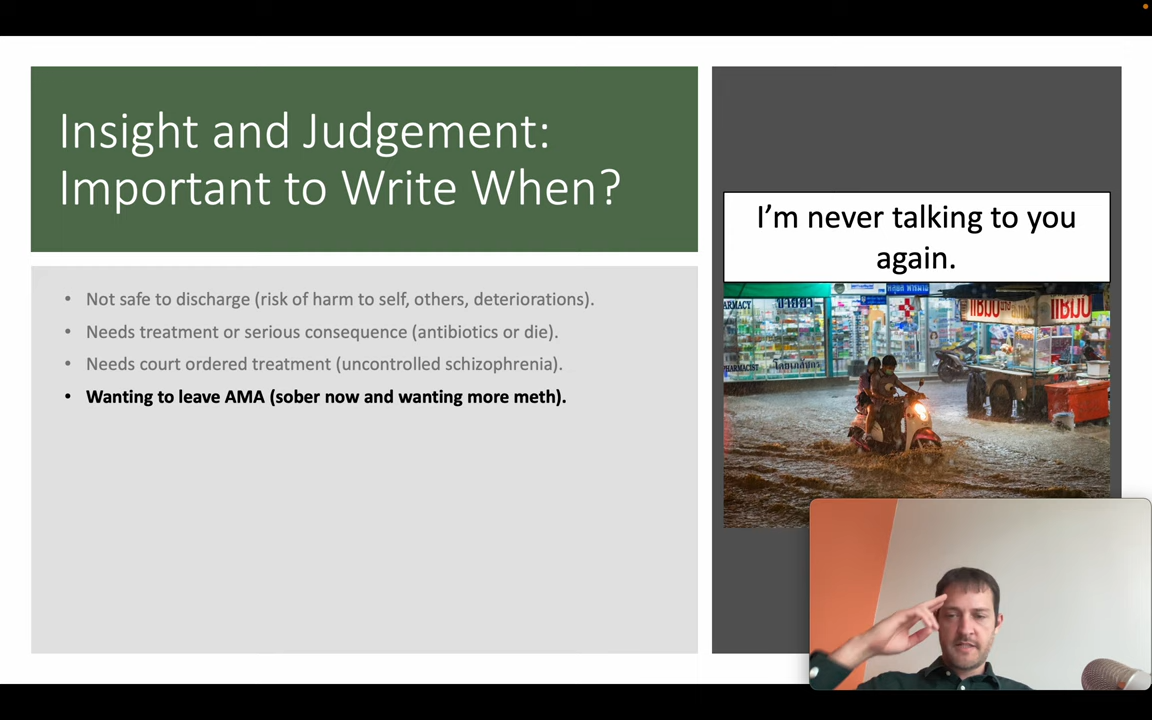 Insight and Judgement:
Important to Write When?
• Not safe to discharge (risk of harm to self, others, deteriorations).
• Needs treatment or serious consequence (antibiotics or die).
• Needs court ordered treatment (uncontrolled schizophrenia).
• Wanting to leave AMA (sober now and wanting more meth).
I’m never talking to you
again.
PHARMACIST